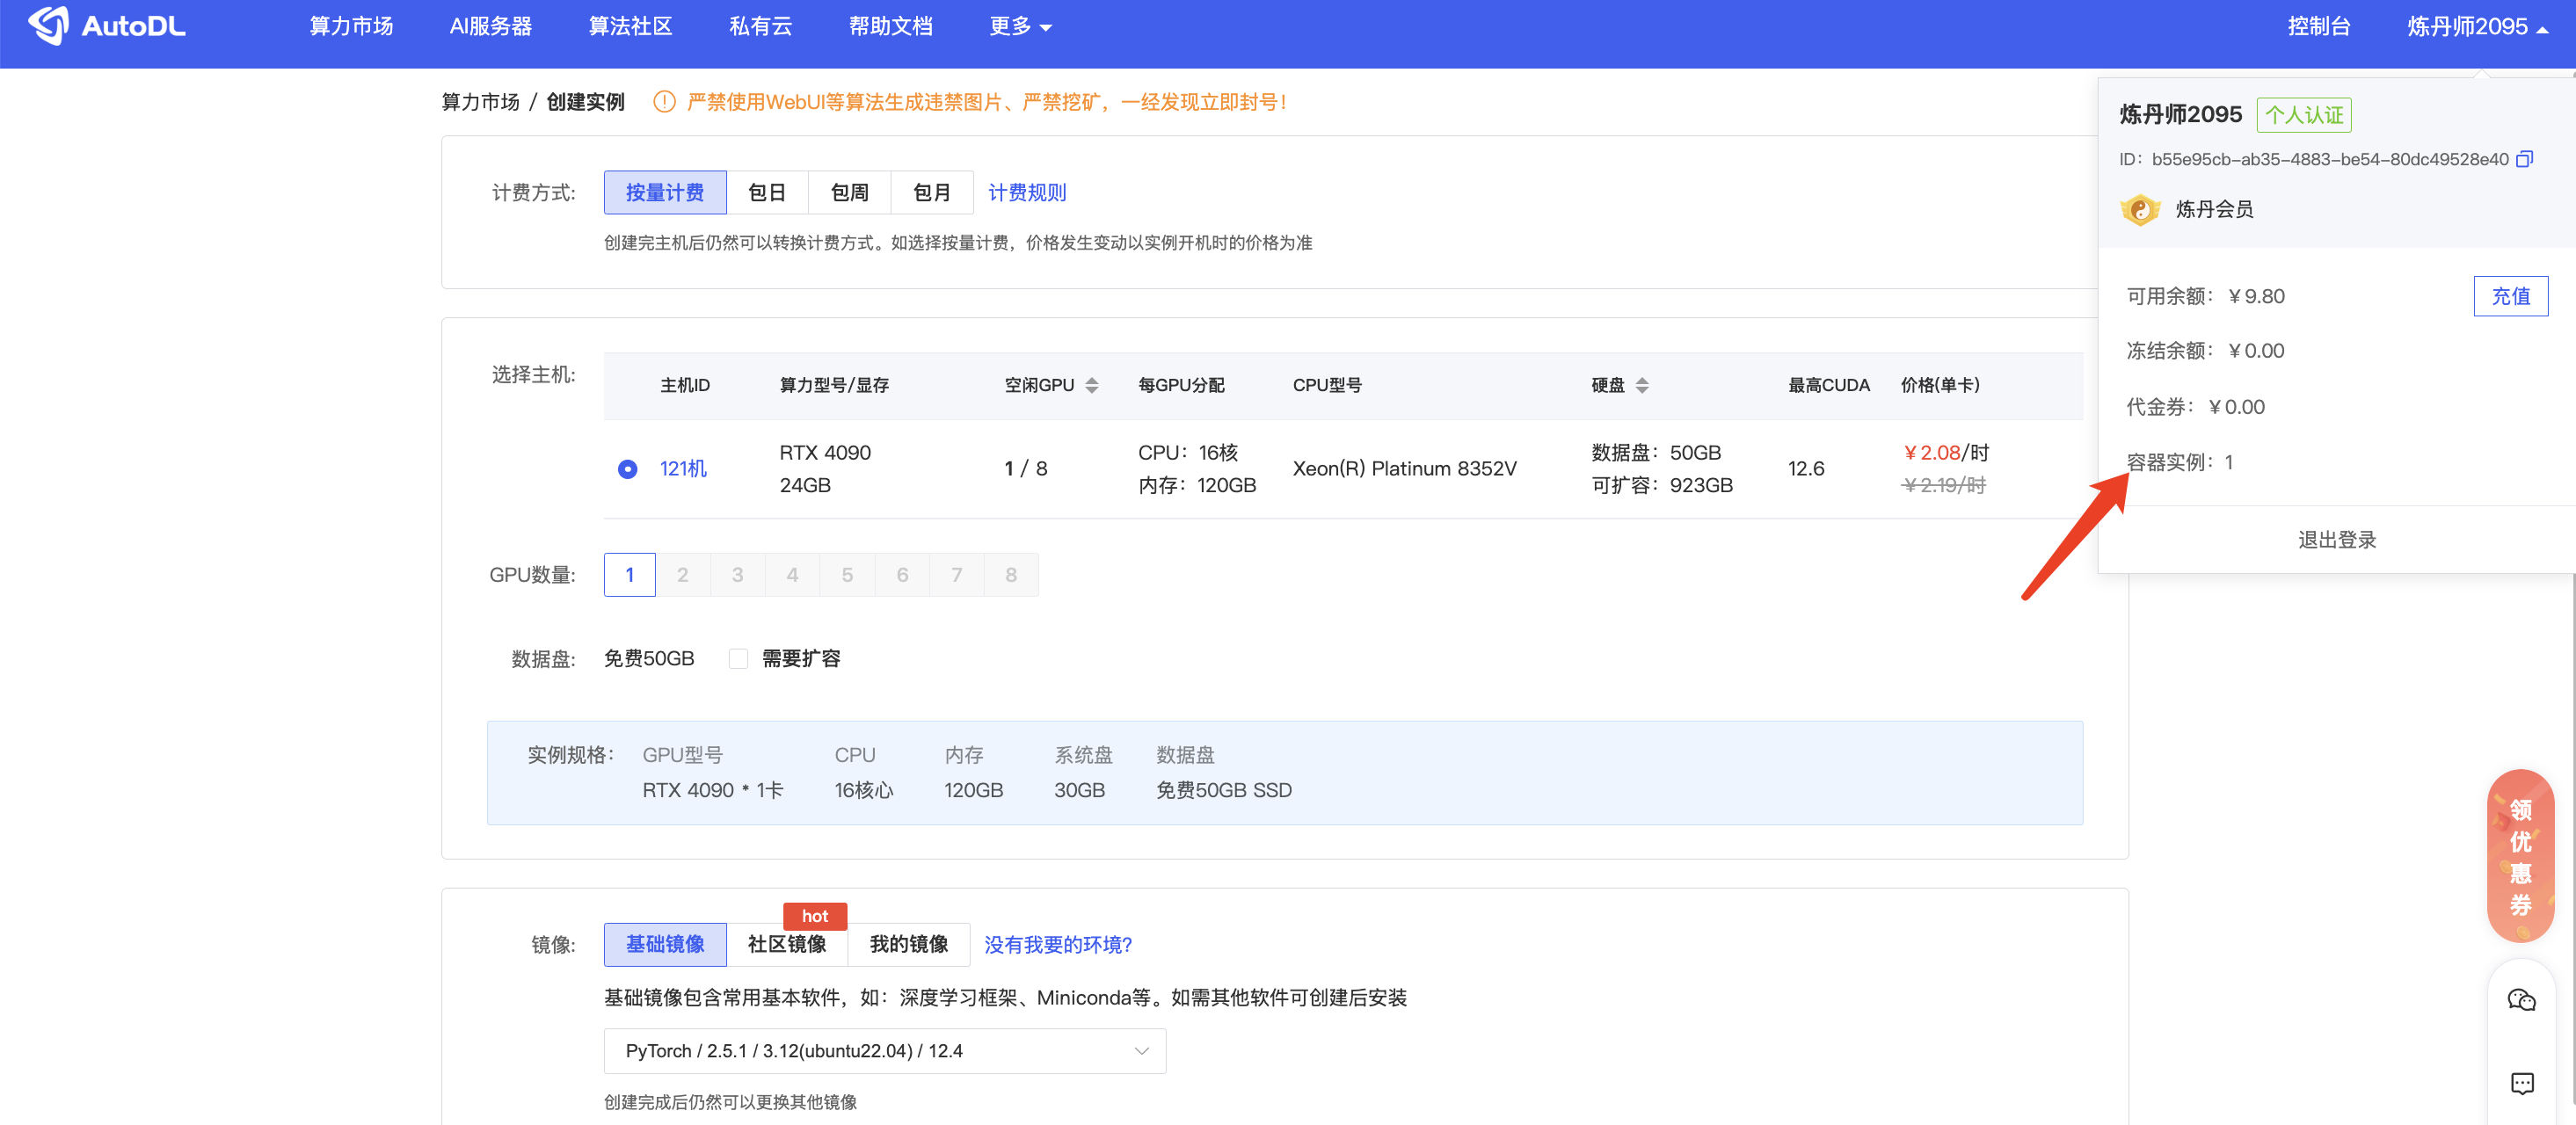 AutoDL 算力市场 AI服务器 算法社区 私有云 帮助文档 更多 控制台 炼丹师2095
算力市场 / 创建实例 严禁使用WebUI等算法生成违禁图片、严禁挖矿，一经发现立即封号！
计费方式: 按量计费 包日 包周 包月 计费规则
创建完主机后仍然可以转换计费方式。如选择按量计费，价格发生变动以实例开机时的价格为准
选择主机: 主机ID 算力型号/显存 空闲GPU 每GPU分配 CPU型号 硬盘 最高CUDA 价格(单卡)
121机 RTX 4090 1 / 8 CPU：16核 Xeon(R) Platinum 8352V 数据盘：50GB 12.6 ￥2.08/时
24GB 内存：120GB 可扩容：923GB ￥2.19/时
GPU数量: 1 2 3 4 5 6 7 8
数据盘: 免费50GB 需要扩容
实例规格： GPU型号 CPU 内存 系统盘 数据盘
RTX 4090 * 1卡 16核心 120GB 30GB 免费50GB SSD
hot
镜像: 基础镜像 社区镜像 我的镜像 没有我要的环境?
基础镜像包含常用基本软件，如：深度学习框架、Miniconda等。如需其他软件可创建后安装
PyTorch / 2.5.1 / 3.12(ubuntu22.04) / 12.4
创建完成后仍然可以更换其他镜像
炼丹师2095 个人认证
ID：b55e95cb-ab35-4883-be54-80dc49528e40
炼丹会员
可用余额：￥9.80 充值
冻结余额：￥0.00
代金券：￥0.00
容器实例：1
退出登录
领
优
惠
券